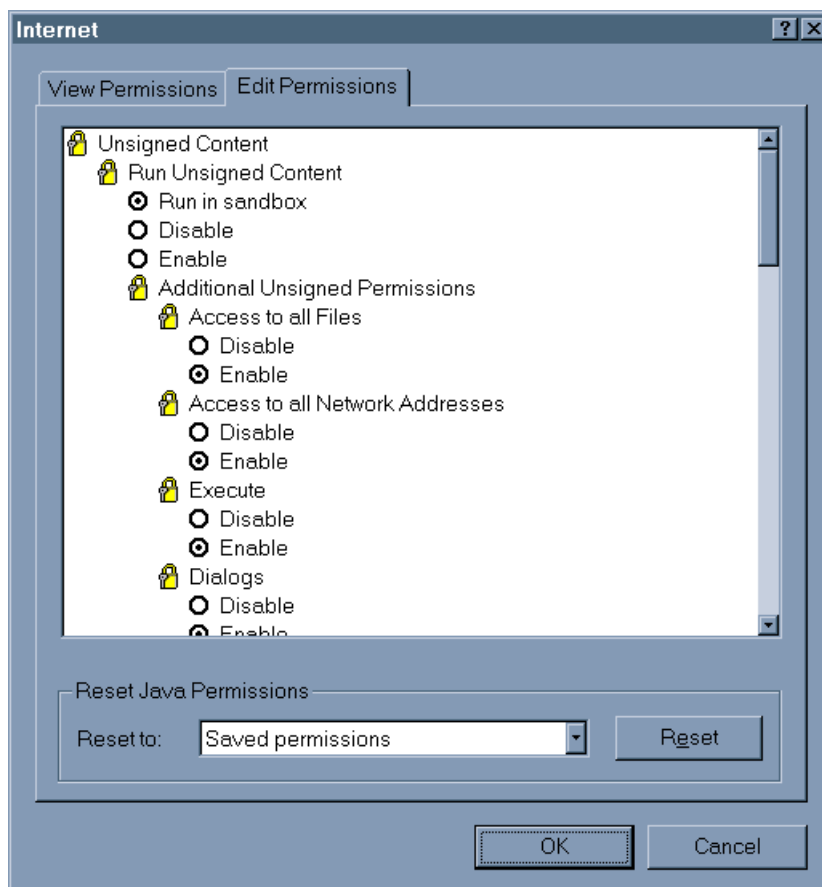 Internet
View Permissions Edit Permissions
Unsigned Content
Run Unsigned Content
Run in sandbox
Disable
Enable
Additional Unsigned Permissions
Access to all Files
Disable
Enable
Access to all Network Addresses
Disable
Enable
Execute
Disable
Enable
Dialogs
Disable
Enable
Reset Java Permissions
Reset to: Saved permissions Reset
OK Cancel